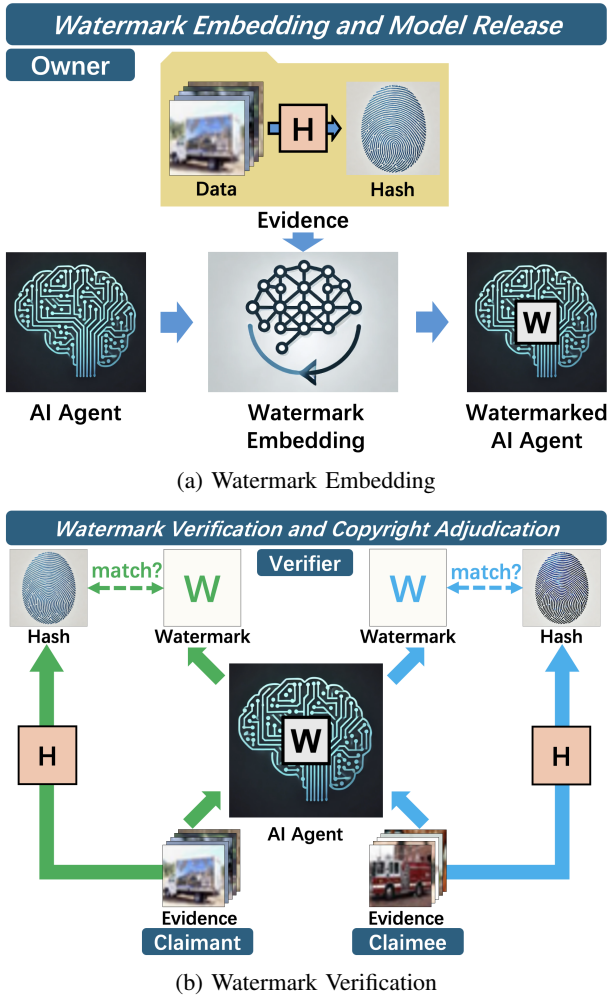 Watermark Embedding and Model Release
Owner
H
Data
Hash
Evidence
W
AI Agent
Watermark
Embedding
Watermarked
AI Agent
(a) Watermark Embedding
Watermark Verification and Copyright Adjudication
Verifier
match?
W
W
match?
Hash
Watermark
Watermark
Hash
H
W
H
AI Agent
Evidence
Evidence
Claimant
Claimee
(b) Watermark Verification